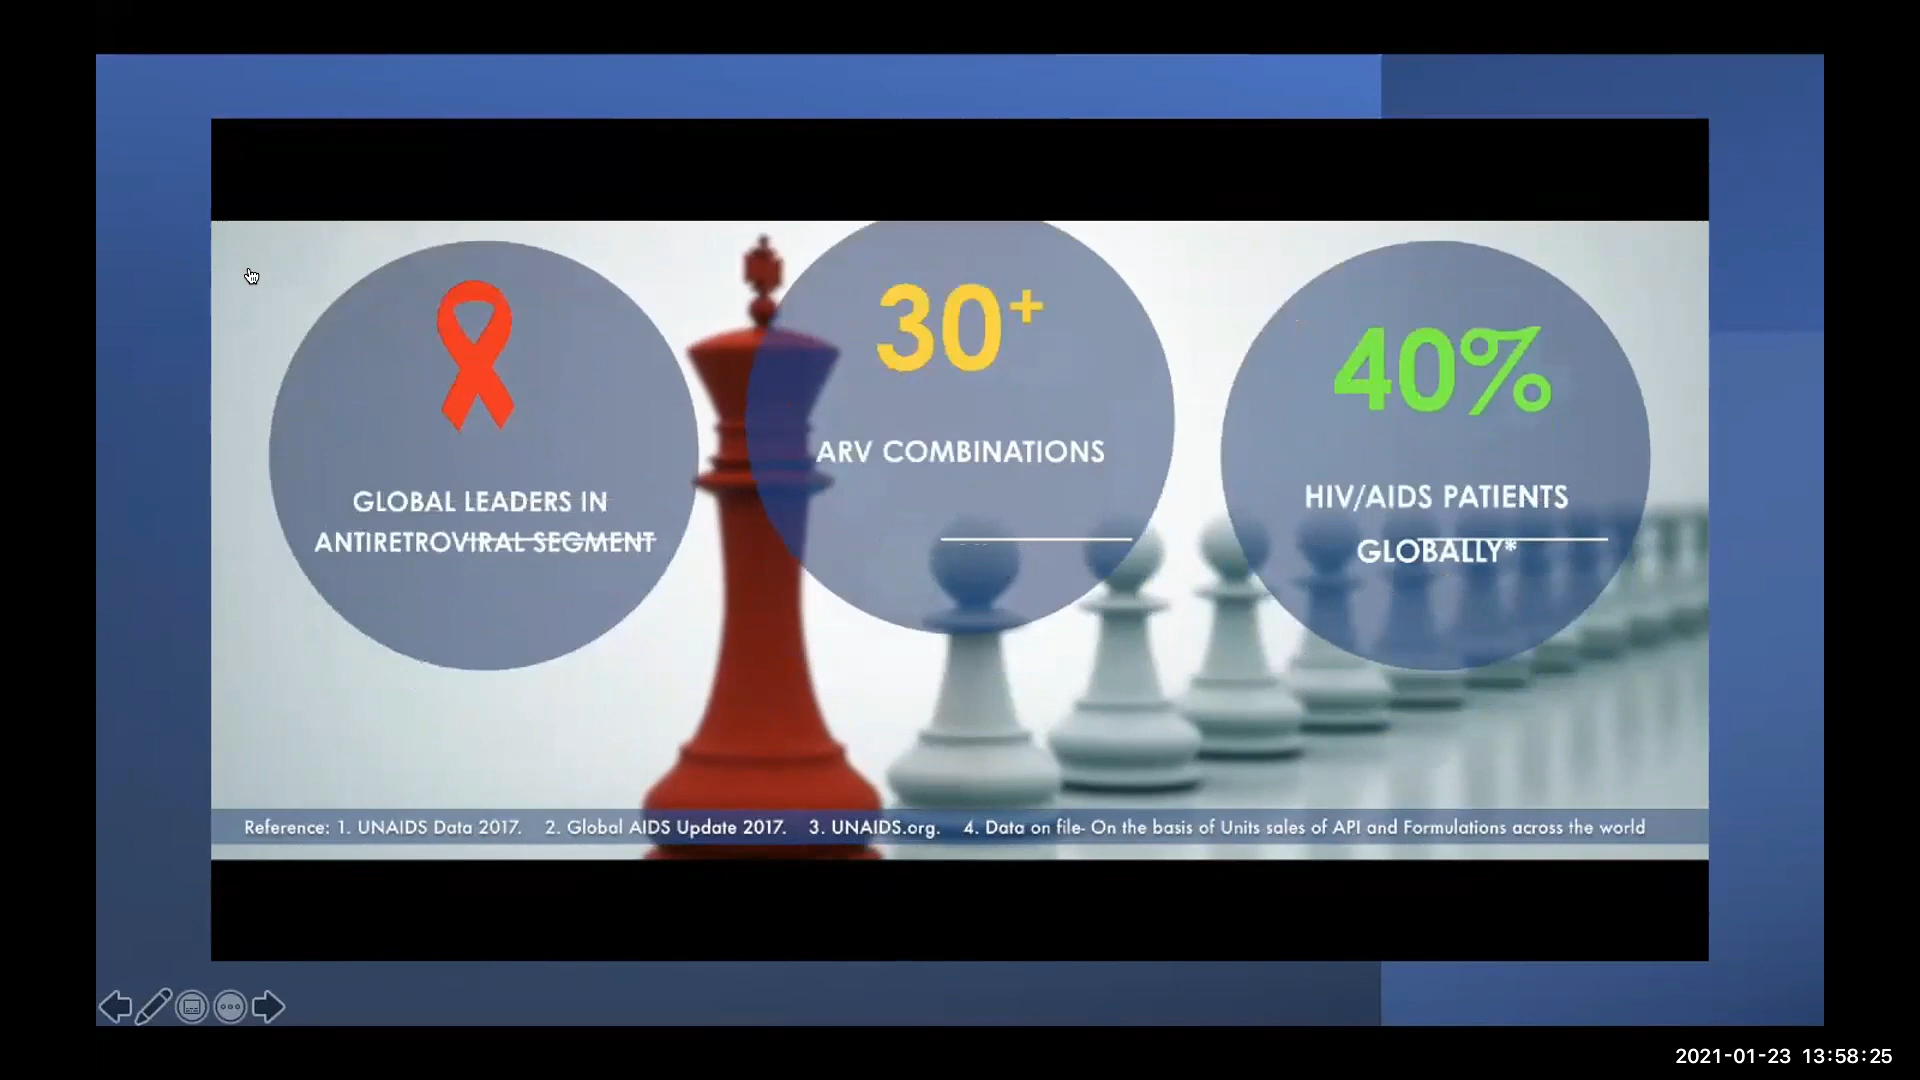 GLOBAL LEADERS IN
ANTIRETROVIRAL SEGMENT
30+
ARV COMBINATIONS
40%
HIV/AIDS PATIENTS
GLOBALLY*
Reference: 1. UNAIDS Data 2017. 2. Global AIDS Update 2017. 3. UNAIDS.org. 4. Data on file- On the basis of Units sales of API and Formulations across the world
2021-01-23 13:58:25